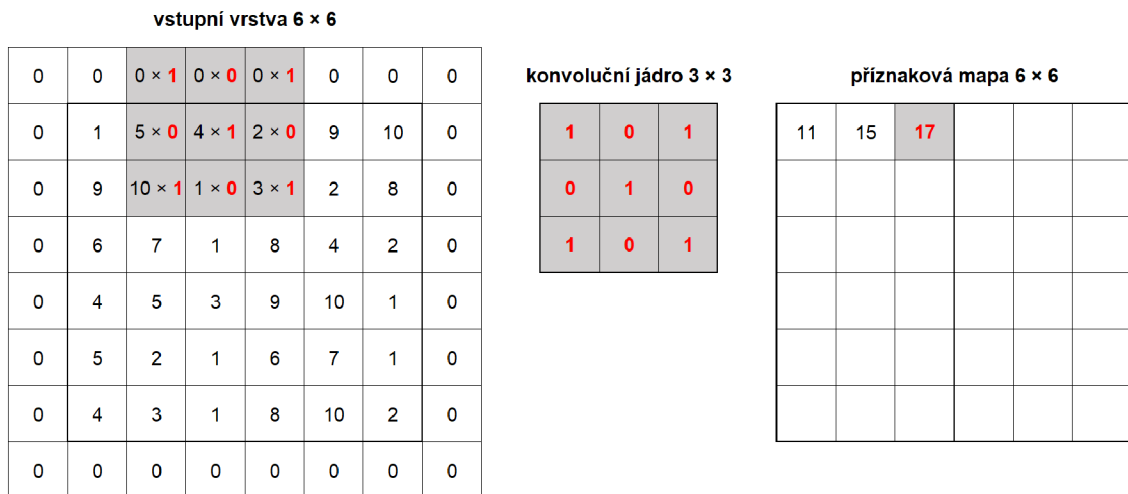 vstupní vrstva 6 × 6
0 0 0 × 1 0 × 0 0 × 1 0 0 0
0 1 5 × 0 4 × 1 2 × 0 9 10 0
0 9 10 × 1 1 × 0 3 × 1 2 8 0
0 6 7 1 8 4 2 0
0 4 5 3 9 10 1 0
0 5 2 1 6 7 1 0
0 4 3 1 8 10 2 0
0 0 0 0 0 0 0 0
konvoluční jádro 3 × 3
1 0 1
0 1 0
1 0 1
příznaková mapa 6 × 6
11 15 17